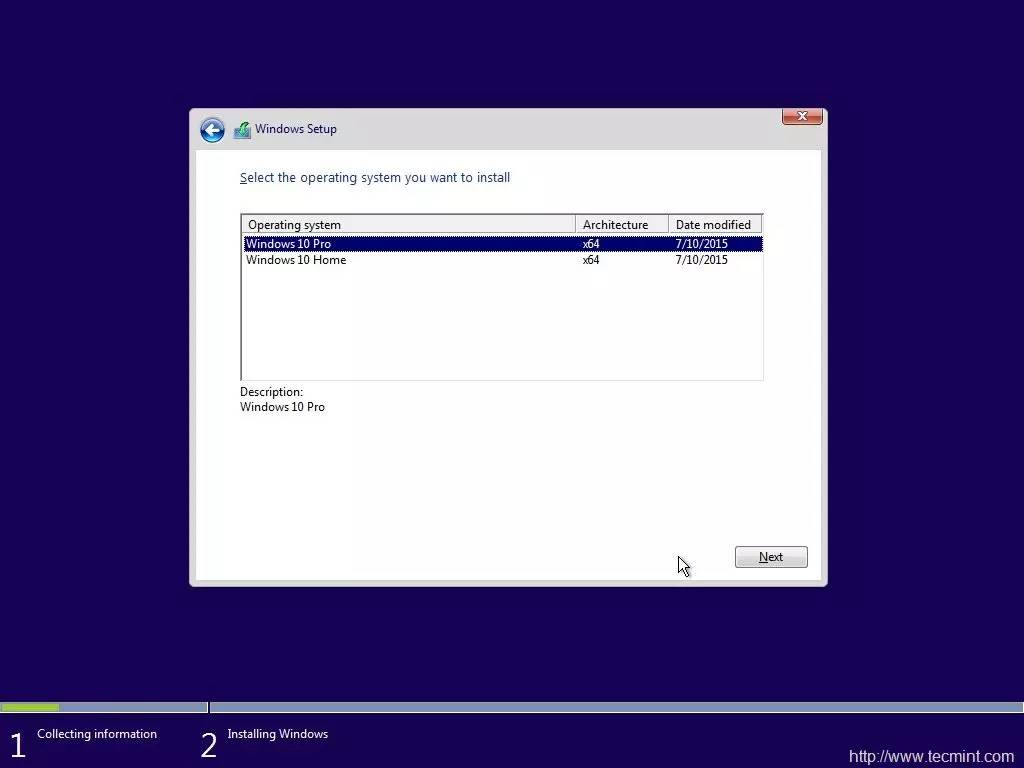 Windows Setup
Select the operating system you want to install
Operating system Architecture Date modified
Windows 10 Pro x64 7/10/2015
Windows 10 Home x64 7/10/2015
Description:
Windows 10 Pro
Next
1 Collecting information 2 Installing Windows
http://www.tecmint.com